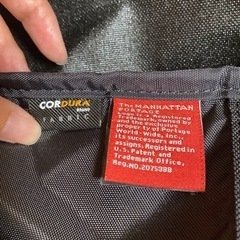 CORDURA
BRAND
FABRIC
The MANHATTAN
PORTAGE
logo is a Registered
Trademark, owned by
and the exclusive
property of Portage
World-Wide, Inc.
its successors and
assigns. Registered in
U.S. Patent and
Trademark Office,
Reg.NO.2075388